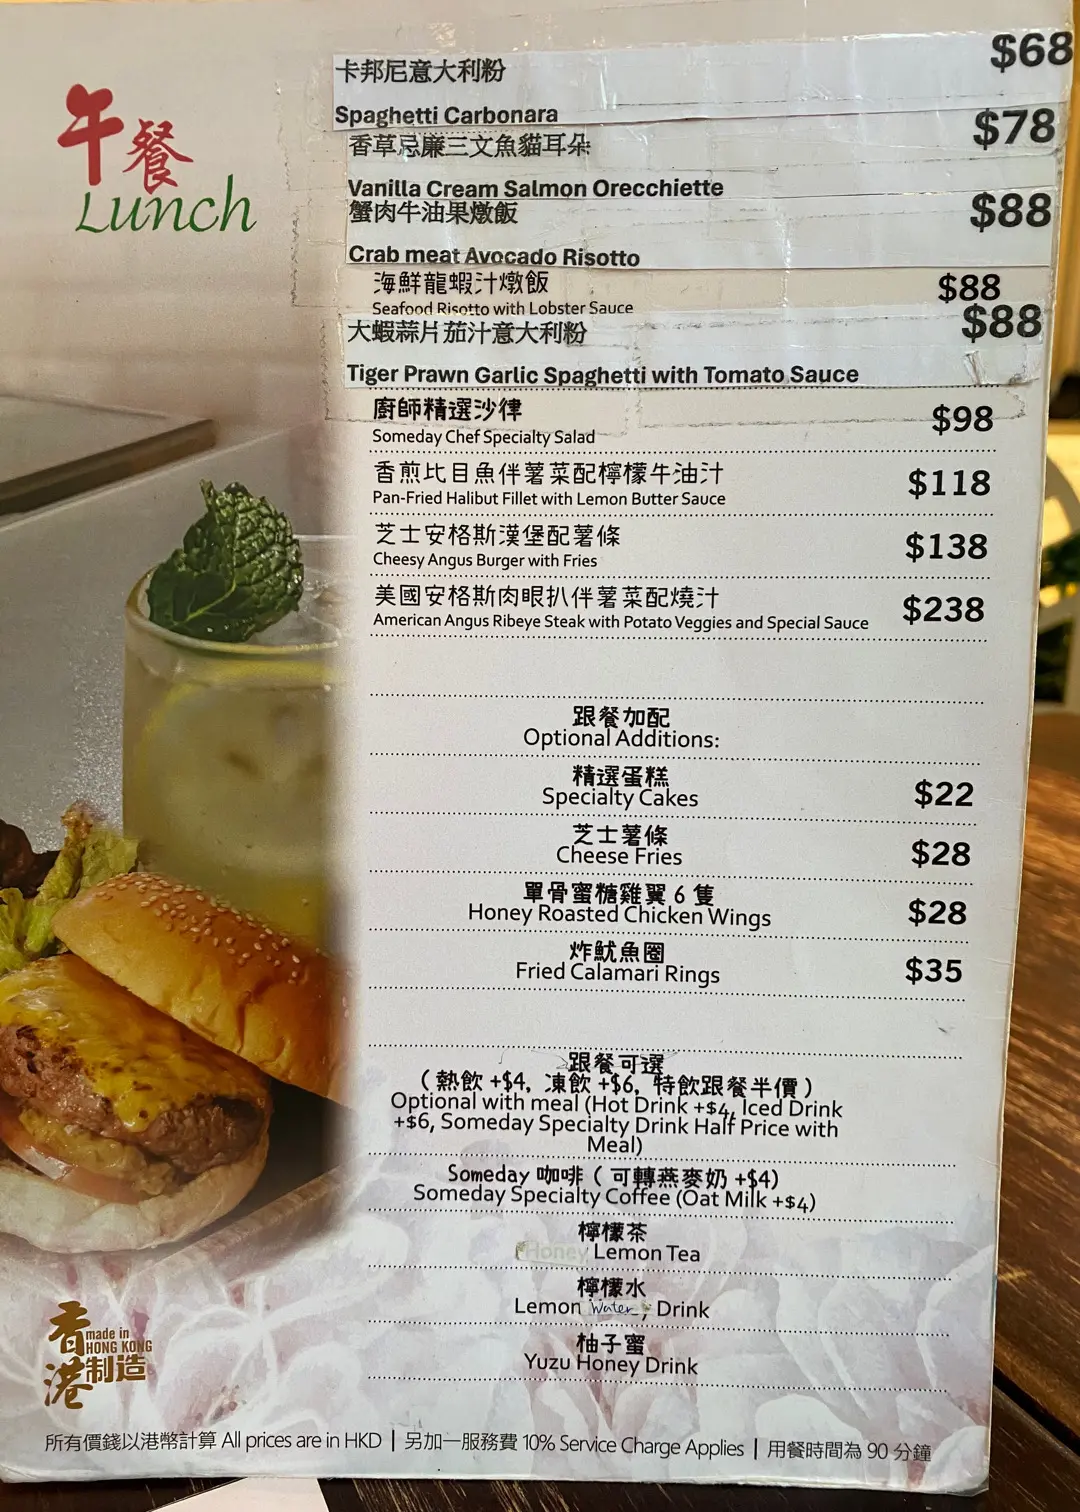 午餐
Lunch
卡邦尼意大利粉 $68
Spaghetti Carbonara
香草忌廉三文魚貓耳朵 $78
Vanilla Cream Salmon Orecchiette
蟹肉牛油果燉飯 $88
Crab meat Avocado Risotto
海鮮龍蝦汁燉飯 $88
Seafood Risotto with Lobster Sauce
大蝦蒜片茄汁意大利粉 $88
Tiger Prawn Garlic Spaghetti with Tomato Sauce
廚師精選沙律 $98
Someday Chef Specialty Salad
香煎比目魚伴薯菜配檸檬牛油汁 $118
Pan-Fried Halibut Fillet with Lemon Butter Sauce
芝士安格斯漢堡配薯條 $138
Cheesy Angus Burger with Fries
美國安格斯肉眼扒伴薯菜配燒汁 $238
American Angus Ribeye Steak with Potato Veggies and Special Sauce
跟餐加配
Optional Additions:
精選蛋糕 $22
Specialty Cakes
芝士薯條 $28
Cheese Fries
單骨蜜糖雞翼 6 隻 $28
Honey Roasted Chicken Wings
炸魷魚圈 $35
Fried Calamari Rings
跟餐可選
( 熱飲 +$4, 凍飲 +$6, 特飲跟餐半價 )
Optional with meal (Hot Drink +$4, Iced Drink
+$6, Someday Specialty Drink Half Price with
Meal)
Someday 咖啡 ( 可轉燕麥奶 +$4)
Someday Specialty Coffee (Oat Milk +$4)
檸檬茶
Honey Lemon Tea
檸檬水
Lemon Water, Drink
柚子蜜
Yuzu Honey Drink
香港
made in
HONG KONG
制造
所有價錢以港幣計算 All prices are in HKD | 另加一服務費 10% Service Charge Applies | 用餐時間為 90 分鐘